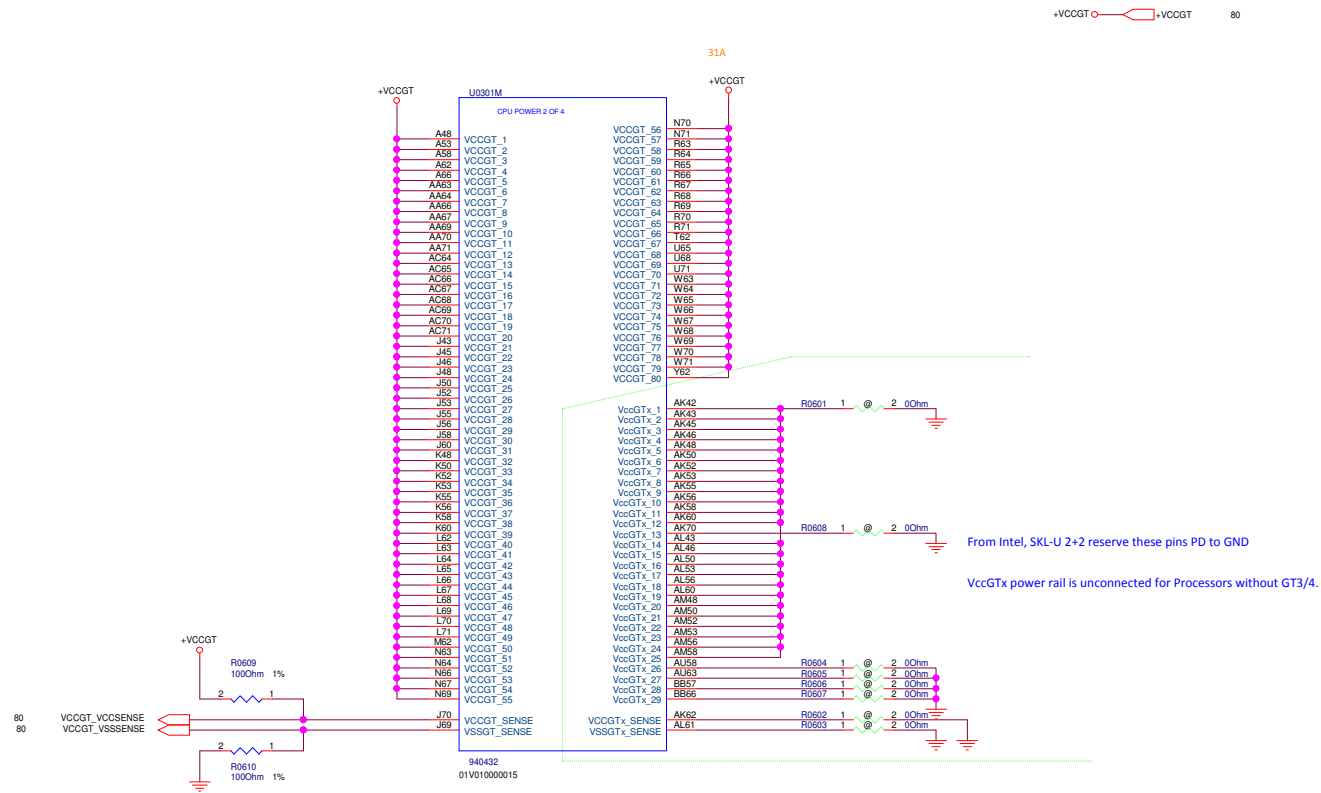 +VCCGT +VCCGT 80
31A
+VCCGT
+VCCGT
U0301M
CPU POWER 2 OF 4
A48 VCCGT_1
A53 VCCGT_2
A58 VCCGT_3
A62 VCCGT_4
A66 VCCGT_5
AA63 VCCGT_6
AA64 VCCGT_7
AA66 VCCGT_8
AA67 VCCGT_9
AA69 VCCGT_10
AA70 VCCGT_11
AA71 VCCGT_12
AC64 VCCGT_13
AC65 VCCGT_14
AC66 VCCGT_15
AC67 VCCGT_16
AC68 VCCGT_17
AC69 VCCGT_18
AC70 VCCGT_19
AC71 VCCGT_20
J43 VCCGT_21
J45 VCCGT_22
J46 VCCGT_23
J48 VCCGT_24
J50 VCCGT_25
J52 VCCGT_26
J53 VCCGT_27
J55 VCCGT_28
J56 VCCGT_29
J58 VCCGT_30
J60 VCCGT_31
K48 VCCGT_32
K50 VCCGT_33
K52 VCCGT_34
K53 VCCGT_35
K55 VCCGT_36
K56 VCCGT_37
K58 VCCGT_38
K60 VCCGT_39
L62 VCCGT_40
L63 VCCGT_41
L64 VCCGT_42
L65 VCCGT_43
L66 VCCGT_44
L67 VCCGT_45
L68 VCCGT_46
L69 VCCGT_47
L70 VCCGT_48
L71 VCCGT_49
M62 VCCGT_50
N63 VCCGT_51
N64 VCCGT_52
N66 VCCGT_53
N67 VCCGT_54
N69 VCCGT_55
J70 VCCGT_SENSE
J69 VSSGT_SENSE
VCCGT_56 N70
VCCGT_57 N71
VCCGT_58 R63
VCCGT_59 R64
VCCGT_60 R65
VCCGT_61 R66
VCCGT_62 R67
VCCGT_63 R68
VCCGT_64 R69
VCCGT_65 R70
VCCGT_66 R71
VCCGT_67 T62
VCCGT_68 U65
VCCGT_69 U68
VCCGT_70 U71
VCCGT_71 W63
VCCGT_72 W64
VCCGT_73 W65
VCCGT_74 W66
VCCGT_75 W67
VCCGT_76 W68
VCCGT_77 W69
VCCGT_78 W70
VCCGT_79 W71
VCCGT_80 Y62
VccGTx_1 AK42 R0601 1 @ 2 0Ohm
VccGTx_2 AK43
VccGTx_3 AK45
VccGTx_4 AK46
VccGTx_5 AK48
VccGTx_6 AK50
VccGTx_7 AK52
VccGTx_8 AK53
VccGTx_9 AK55
VccGTx_10 AK56
VccGTx_11 AK58
VccGTx_12 AK60
VccGTx_13 AK70 R0608 1 @ 2 0Ohm
VccGTx_14 AL43
VccGTx_15 AL46
VccGTx_16 AL50
VccGTx_17 AL53
VccGTx_18 AL56
VccGTx_19 AL60
VccGTx_20 AM48
VccGTx_21 AM50
VccGTx_22 AM52
VccGTx_23 AM53
VccGTx_24 AM56
VccGTx_25 AM58
VccGTx_26 AU58 R0604 1 @ 2 0Ohm
VccGTx_27 AU63 R0605 1 @ 2 0Ohm
VccGTx_28 BB57 R0606 1 @ 2 0Ohm
VccGTx_29 BB66 R0607 1 @ 2 0Ohm
VCCGTx_SENSE AK62 R0602 1 @ 2 0Ohm
VSSGTx_SENSE AL61 R0603 1 @ 2 0Ohm
From Intel, SKL-U 2+2 reserve these pins PD to GND
VccGTx power rail is unconnected for Processors without GT3/4.
+VCCGT
R0609
100Ohm 1%
2 1
80 VCCGT_VCCSENSE
80 VCCGT_VSSSENSE
2 1
R0610
100Ohm 1%
940432
01V010000015